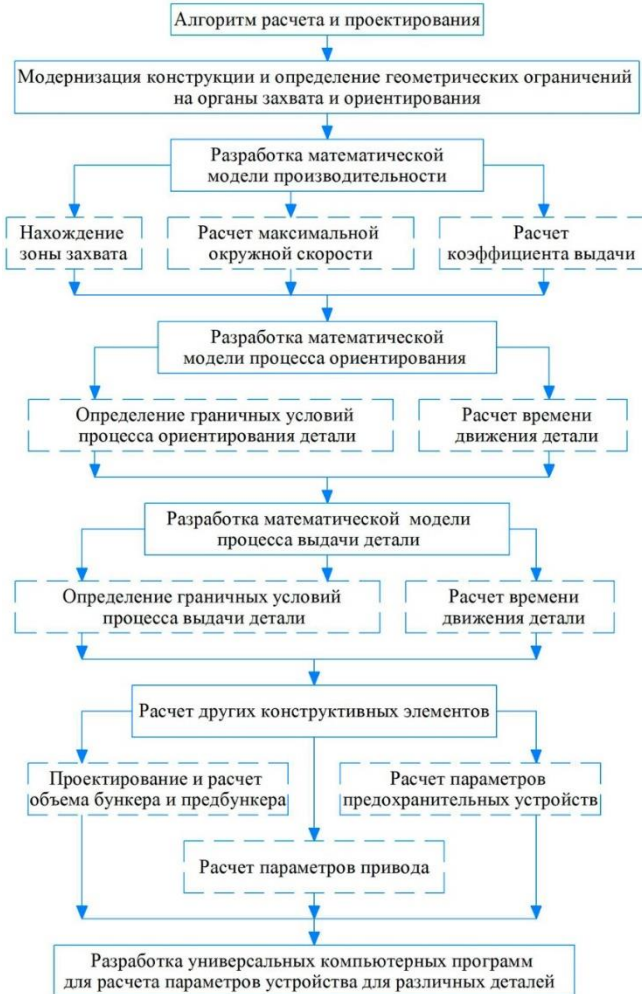 Алгоритм расчета и проектирования
Модернизация конструкции и определение геометрических ограничений
на органы захвата и ориентирования
Разработка математической
модели производительности
Нахождение
зоны захвата
Расчет максимальной
окружной скорости
Расчет
коэффициента выдачи
Разработка математической
модели процесса ориентирования
Определение граничных условий
процесса ориентирования детали
Расчет времени
движения детали
Разработка математической модели
процесса выдачи детали
Определение граничных условий
процесса выдачи детали
Расчет времени
движения детали
Расчет других конструктивных элементов
Проектирование и расчет
объема бункера и предбункера
Расчет параметров
предохранительных устройств
Расчет параметров привода
Разработка универсальных компьютерных программ
для расчета параметров устройства для различных деталей